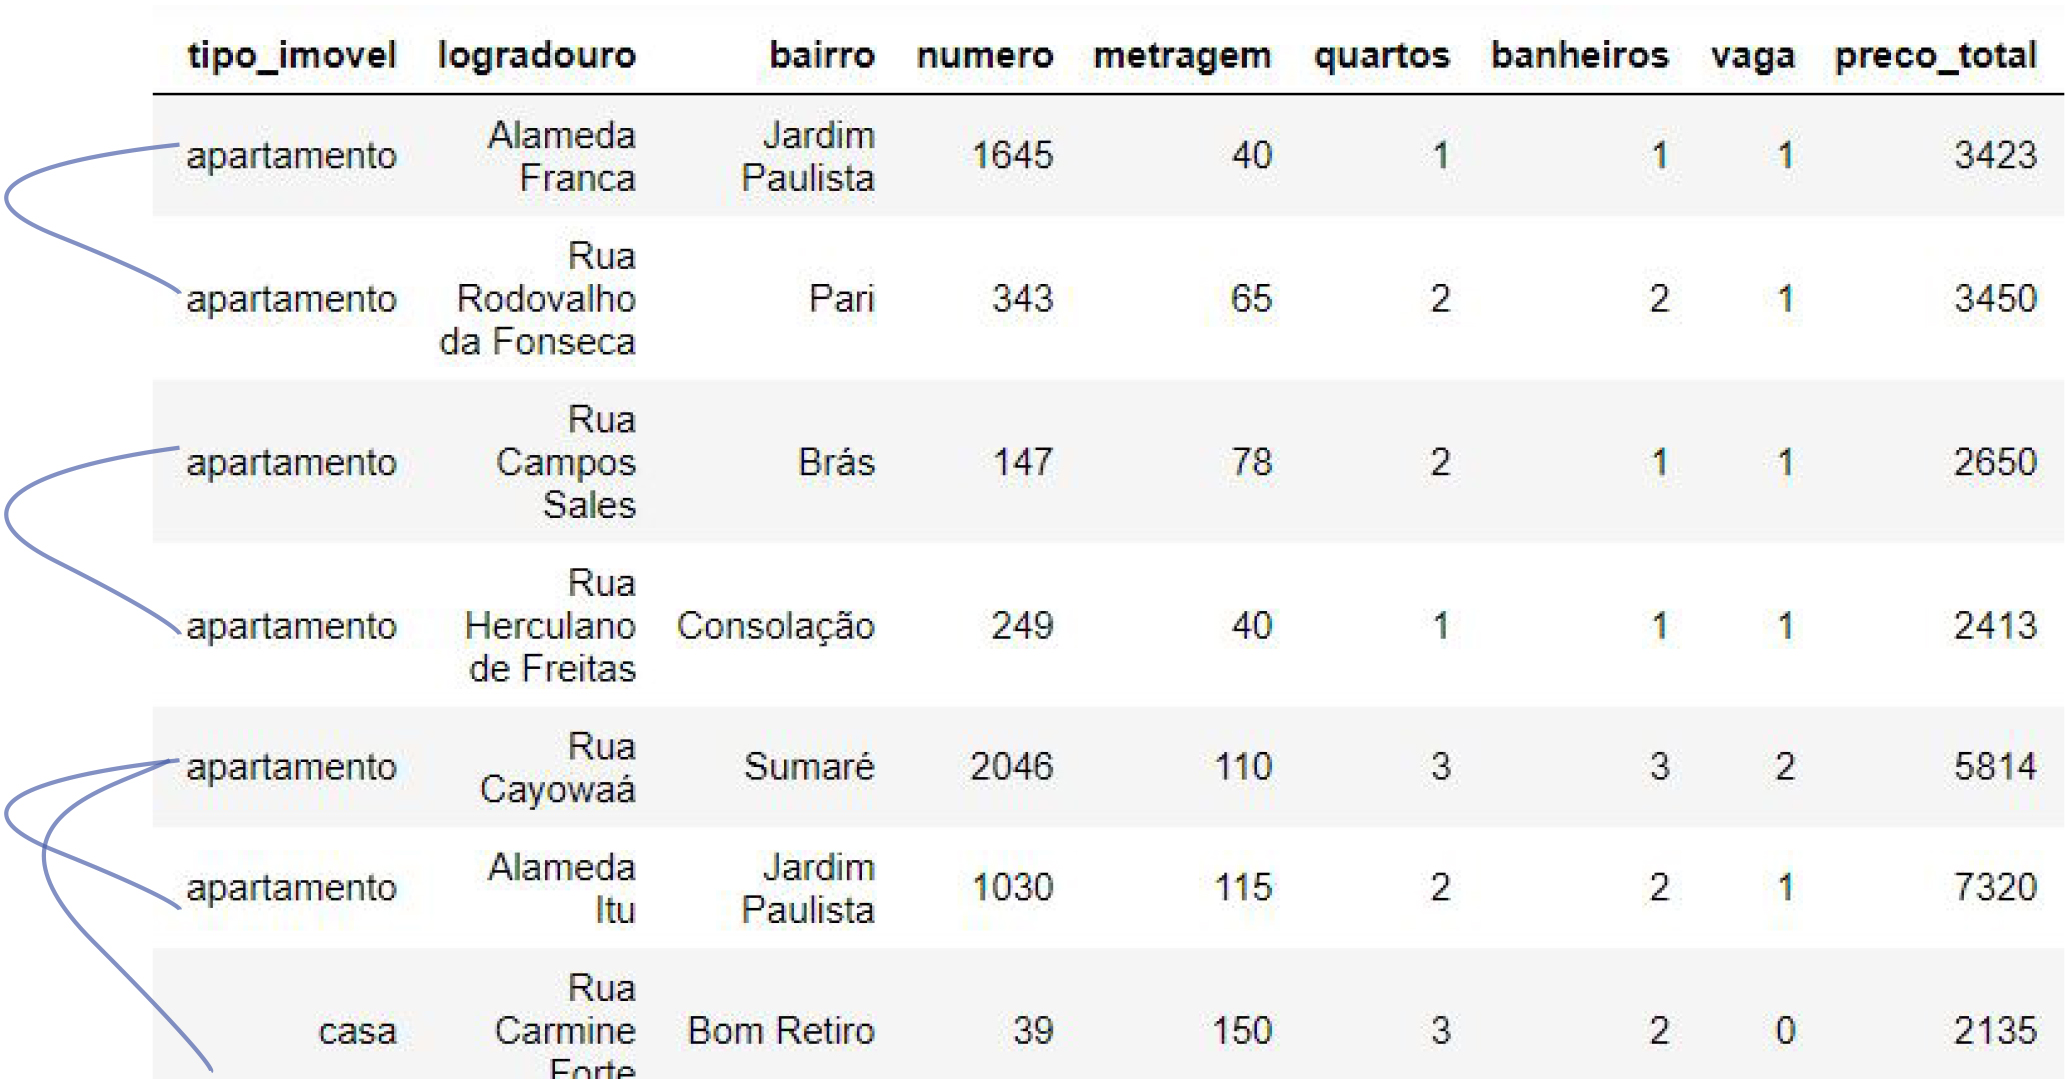 tipo_imovel logradouro bairro numero metragem quartos banheiros vaga preco_total
apartamento Alameda Franca Jardim Paulista 1645 40 1 1 1 3423
apartamento Rua Rodovalho da Fonseca Pari 343 65 2 2 1 3450
apartamento Rua Campos Sales Brás 147 78 2 1 1 2650
apartamento Rua Herculano de Freitas Consolação 249 40 1 1 1 2413
apartamento Rua Cayowaá Sumaré 2046 110 3 3 2 5814
apartamento Alameda Itu Jardim Paulista 1030 115 2 2 1 7320
casa Rua Carmine Forte Bom Retiro 39 150 3 2 0 2135